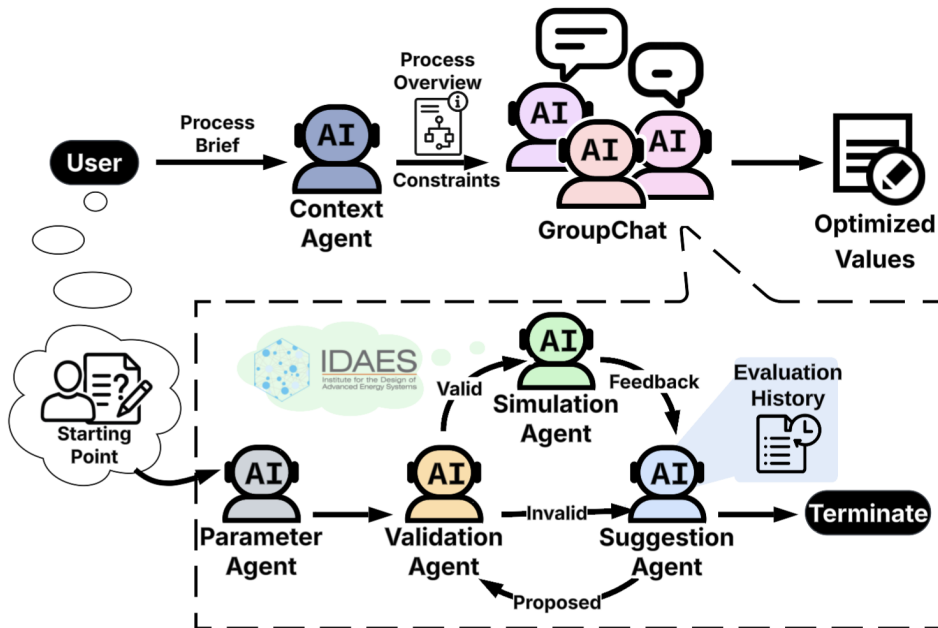 User
Process
Brief
AI
Context
Agent
Process
Overview
i
Constraints
AI
AI
AI
GroupChat
Optimized
Values
?
Starting
Point
IDAES
Institute for the Design of
Advanced Energy Systems
AI
Parameter
Agent
AI
Validation
Agent
Valid
AI
Simulation
Agent
Feedback
Invalid
Proposed
AI
Suggestion
Agent
Evaluation
History
Terminate